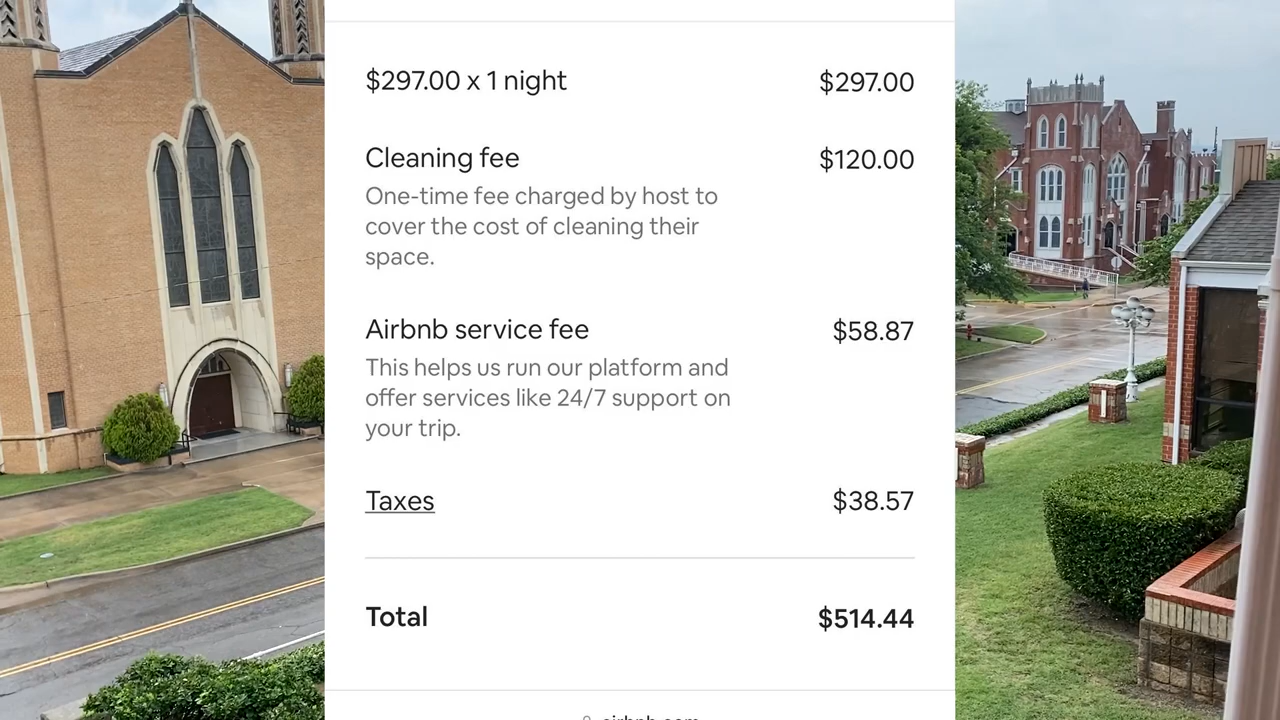 $297.00 x 1 night $297.00
Cleaning fee $120.00
One-time fee charged by host to
cover the cost of cleaning their
space.
Airbnb service fee $58.87
This helps us run our platform and
offer services like 24/7 support on
your trip.
Taxes $38.57
Total $514.44
airbnb.com